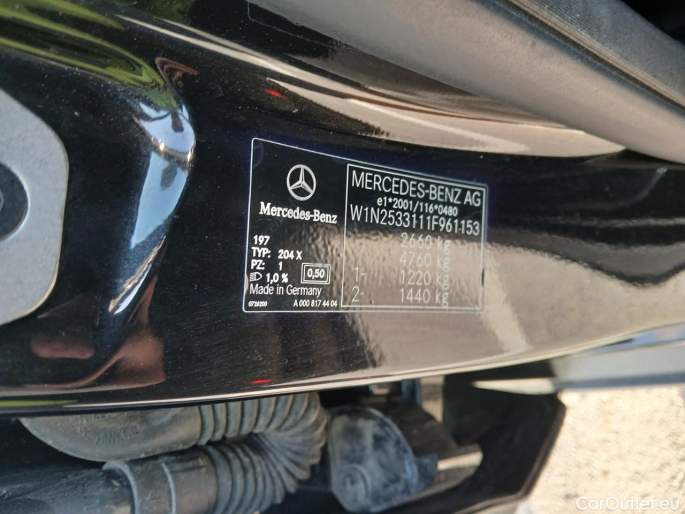 Mercedes-Benz
197
TYP: 204 X
PZ: 1
1,0 % 0,50
Made in Germany
0720200 A 000 817 44 04
MERCEDES-BENZ AG
e1*2001/116*0480
W1N2533111F961153
2660 kg
4760 kg
1- 1220 kg
2- 1440 kg
CarOutlet.eu